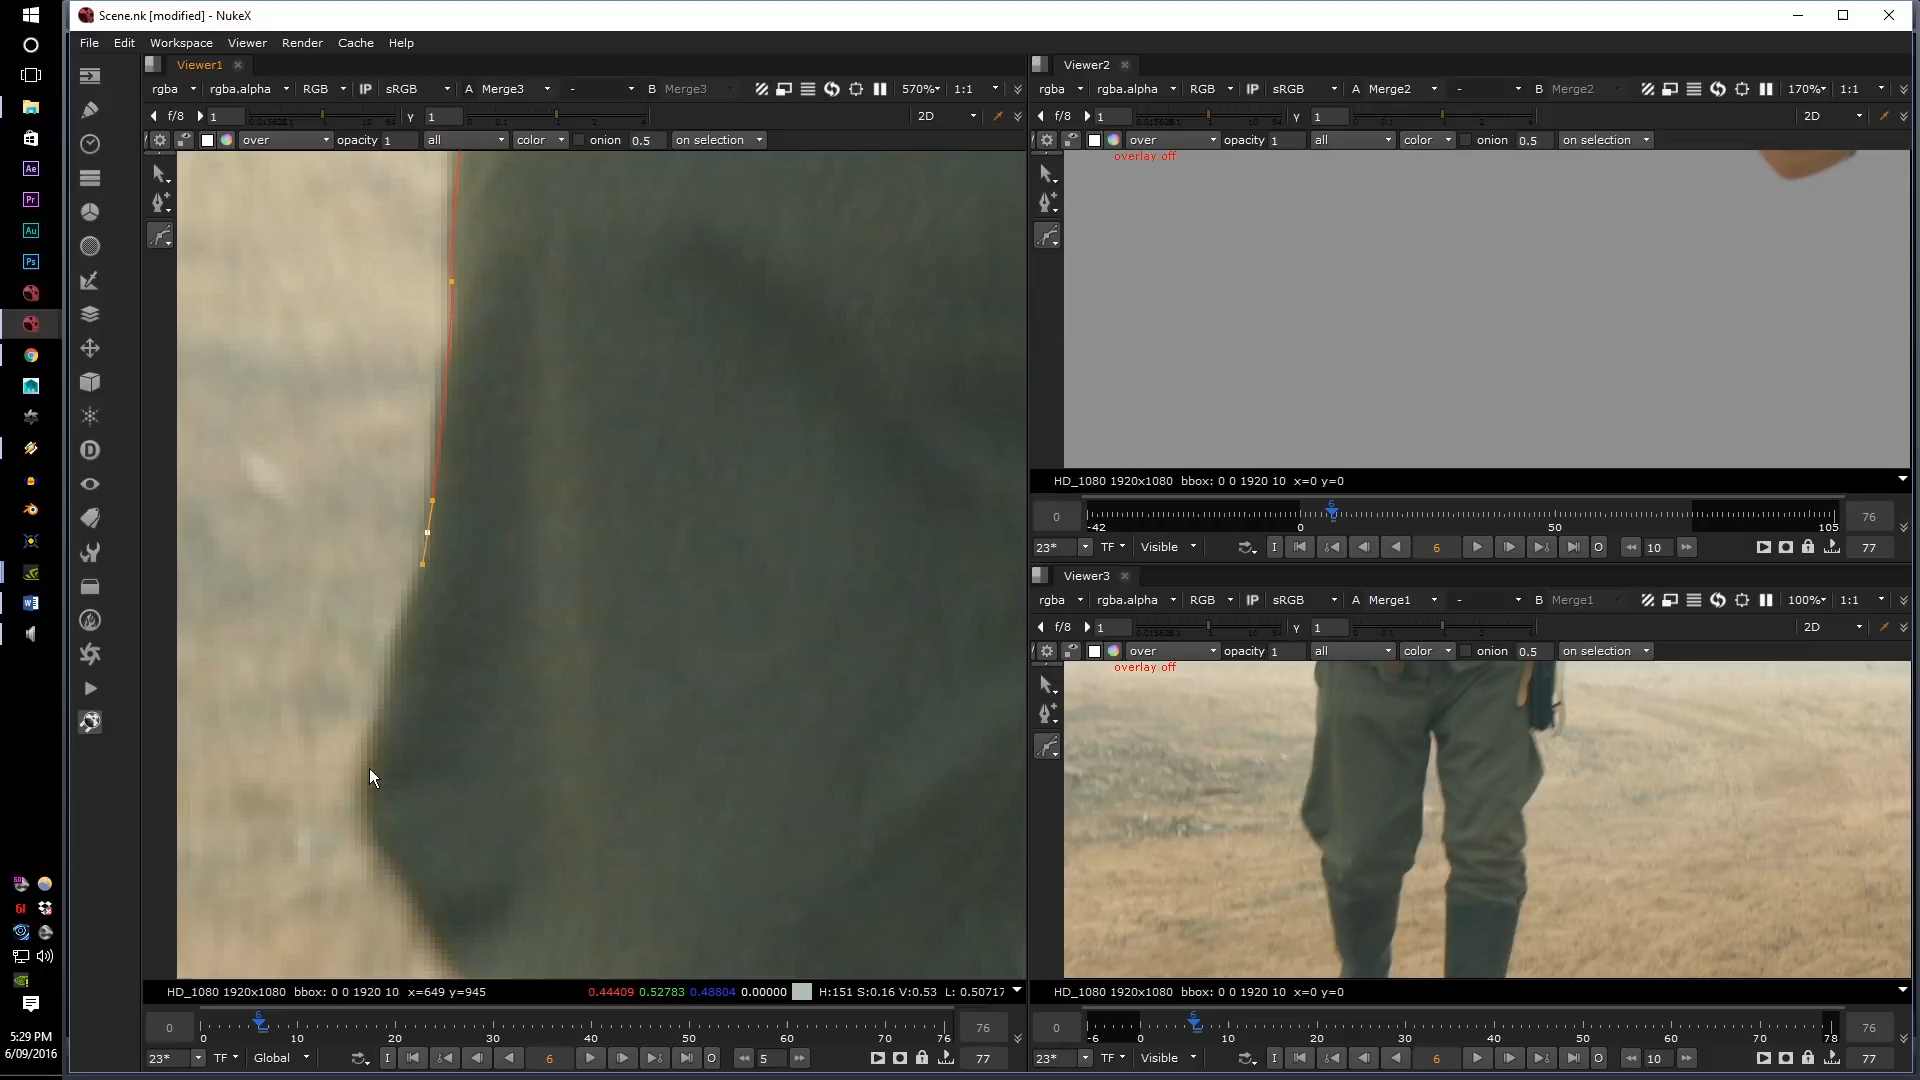 Scene.nk [modified] - NukeX
File Edit Workspace Viewer Render Cache Help
Viewer1
rgba rgba.alpha RGB IP sRGB A Merge3 - B Merge3 570% 1:1
f/8 1 Y 1 2D
over opacity 1 all color onion 0.5 on selection
HD_1080 1920x1080 bbox: 0 0 1920 10 x=649 y=945 0.44409 0.52783 0.48804 0.00000 H:151 S:0.16 V:0.53 L: 0.50717
0 6 0 10 20 30 40 50 60 70 76 76
23* TF Global I 6 O 5 77
Viewer2
rgba rgba.alpha RGB IP sRGB A Merge2 - B Merge2 170% 1:1
f/8 1 Y 1 2D
over opacity 1 all color onion 0.5 on selection
overlay off
HD_1080 1920x1080 bbox: 0 0 1920 10 x=0 y=0
0 6 -42 0 50 105 76
23* TF Visible I 6 O 10 77
Viewer3
rgba rgba.alpha RGB IP sRGB A Merge1 - B Merge1 100% 1:1
f/8 1 Y 1 2D
over opacity 1 all color onion 0.5 on selection
overlay off
HD_1080 1920x1080 bbox: 0 0 1920 10 x=0 y=0
0 6 -6 0 10 20 30 40 50 60 70 78 76
23* TF Visible I 6 O 10 77
Ae
Pr
Au
Ps
5:29 PM
6/09/2016